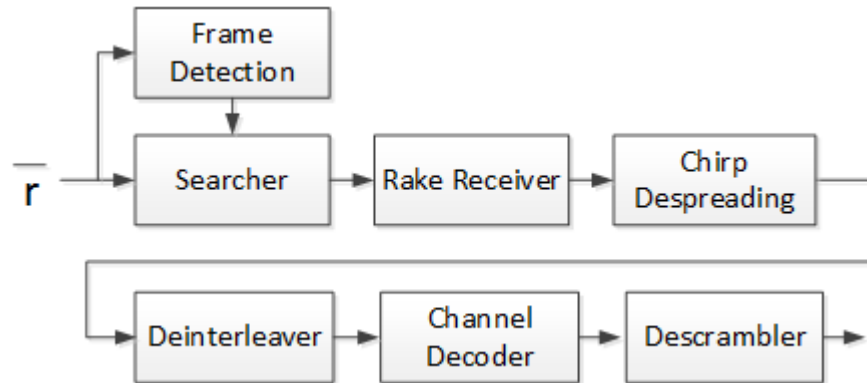 Frame
Detection
r
Searcher
Rake Receiver
Chirp
Despreading
Deinterleaver
Channel
Decoder
Descrambler